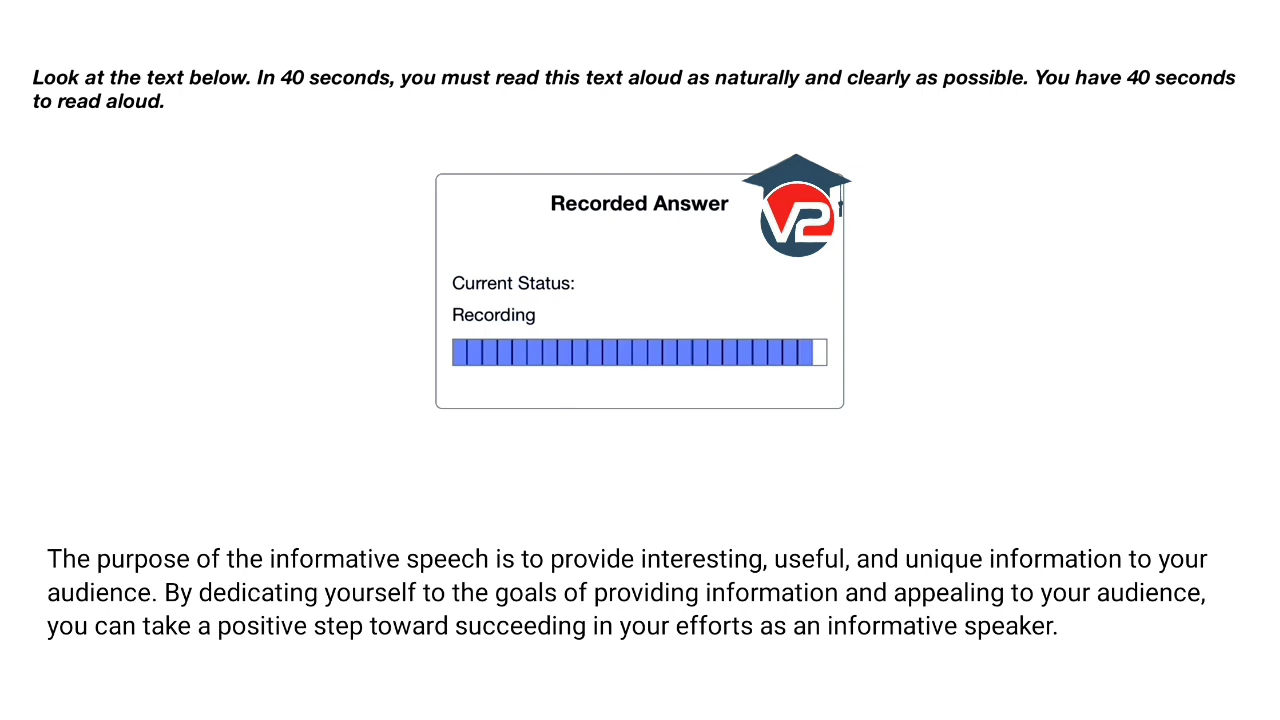 Look at the text below. In 40 seconds, you must read this text aloud as naturally and clearly as possible. You have 40 seconds
to read aloud.
Recorded Answer
V2
Current Status:
Recording
The purpose of the informative speech is to provide interesting, useful, and unique information to your
audience. By dedicating yourself to the goals of providing information and appealing to your audience,
you can take a positive step toward succeeding in your efforts as an informative speaker.